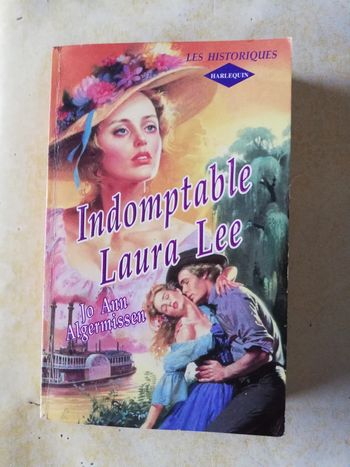 LES HISTORIQUES
HARLEQUIN
Indomptable
Laura Lee
Jo Ann
Algermissen